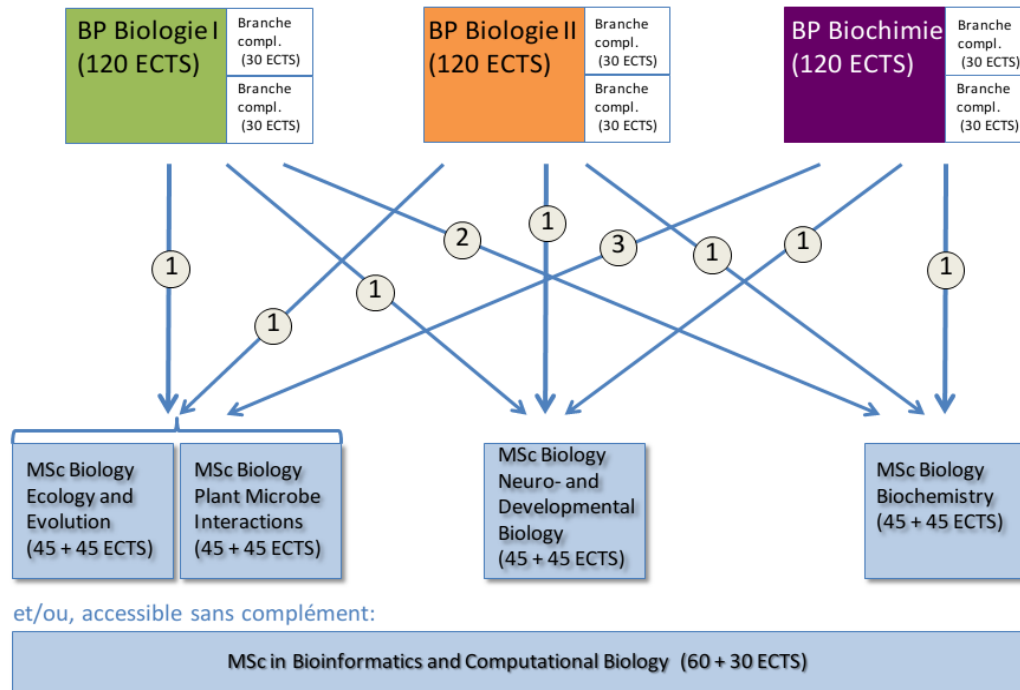 BP Biologie I
(120 ECTS)
Branche
compl.
(30 ECTS)
Branche
compl.
(30 ECTS)
BP Biologie II
(120 ECTS)
Branche
compl.
(30 ECTS)
Branche
compl.
(30 ECTS)
BP Biochimie
(120 ECTS)
Branche
compl.
(30 ECTS)
Branche
compl.
(30 ECTS)
1
1
1
2
1
3
1
1
1
MSc Biology
Ecology and
Evolution
(45 + 45 ECTS)
MSc Biology
Plant Microbe
Interactions
(45 + 45 ECTS)
MSc Biology
Neuro- and
Developmental
Biology
(45 + 45 ECTS)
MSc Biology
Biochemistry
(45 + 45 ECTS)
et/ou, accessible sans complément:
MSc in Bioinformatics and Computational Biology (60 + 30 ECTS)